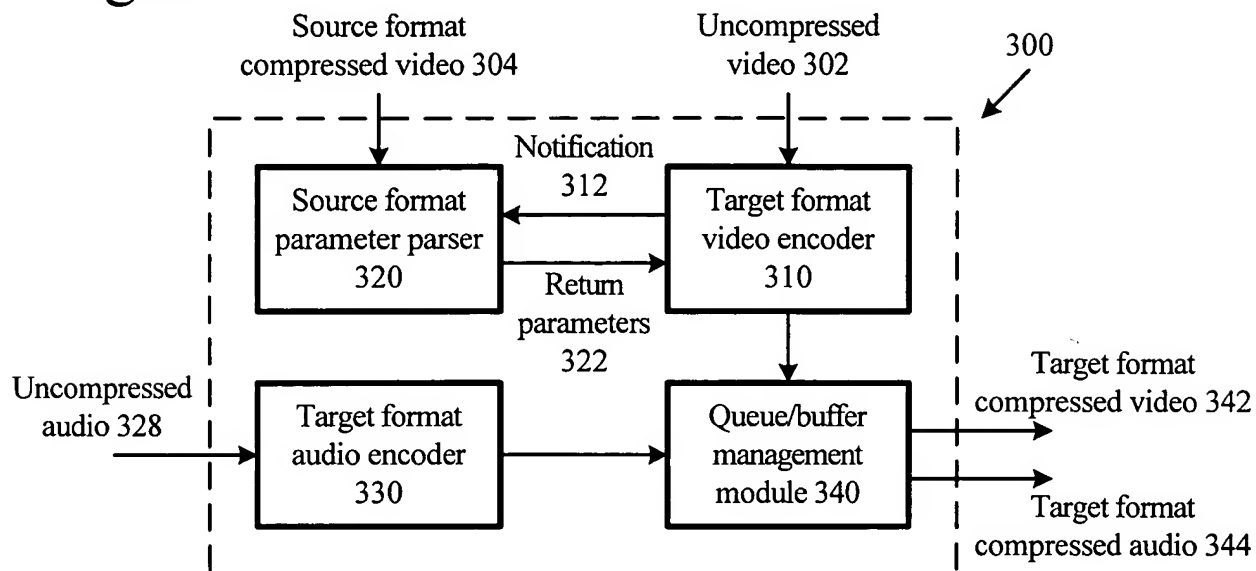 Source format
compressed video 304
Uncompressed
video 302
300
Notification
312
Source format
parameter parser
320
Target format
video encoder
310
Return
parameters
322
Uncompressed
audio 328
Target format
audio encoder
330
Queue/buffer
management
module 340
Target format
compressed video 342
Target format
compressed audio 344